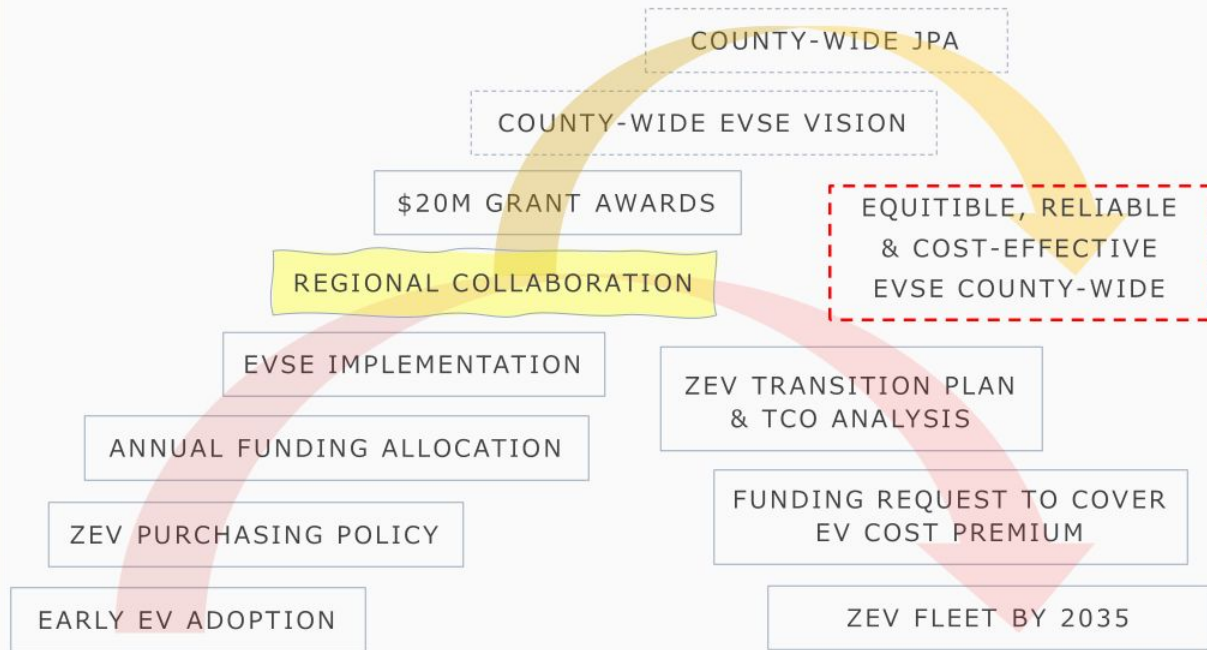 COUNTY-WIDE JPA
COUNTY-WIDE EVSE VISION
$20M GRANT AWARDS
EQUITIBLE, RELIABLE
& COST-EFFECTIVE
EVSE COUNTY-WIDE
REGIONAL COLLABORATION
EVSE IMPLEMENTATION
ZEV TRANSITION PLAN
& TCO ANALYSIS
ANNUAL FUNDING ALLOCATION
FUNDING REQUEST TO COVER
EV COST PREMIUM
ZEV PURCHASING POLICY
EARLY EV ADOPTION
ZEV FLEET BY 2035